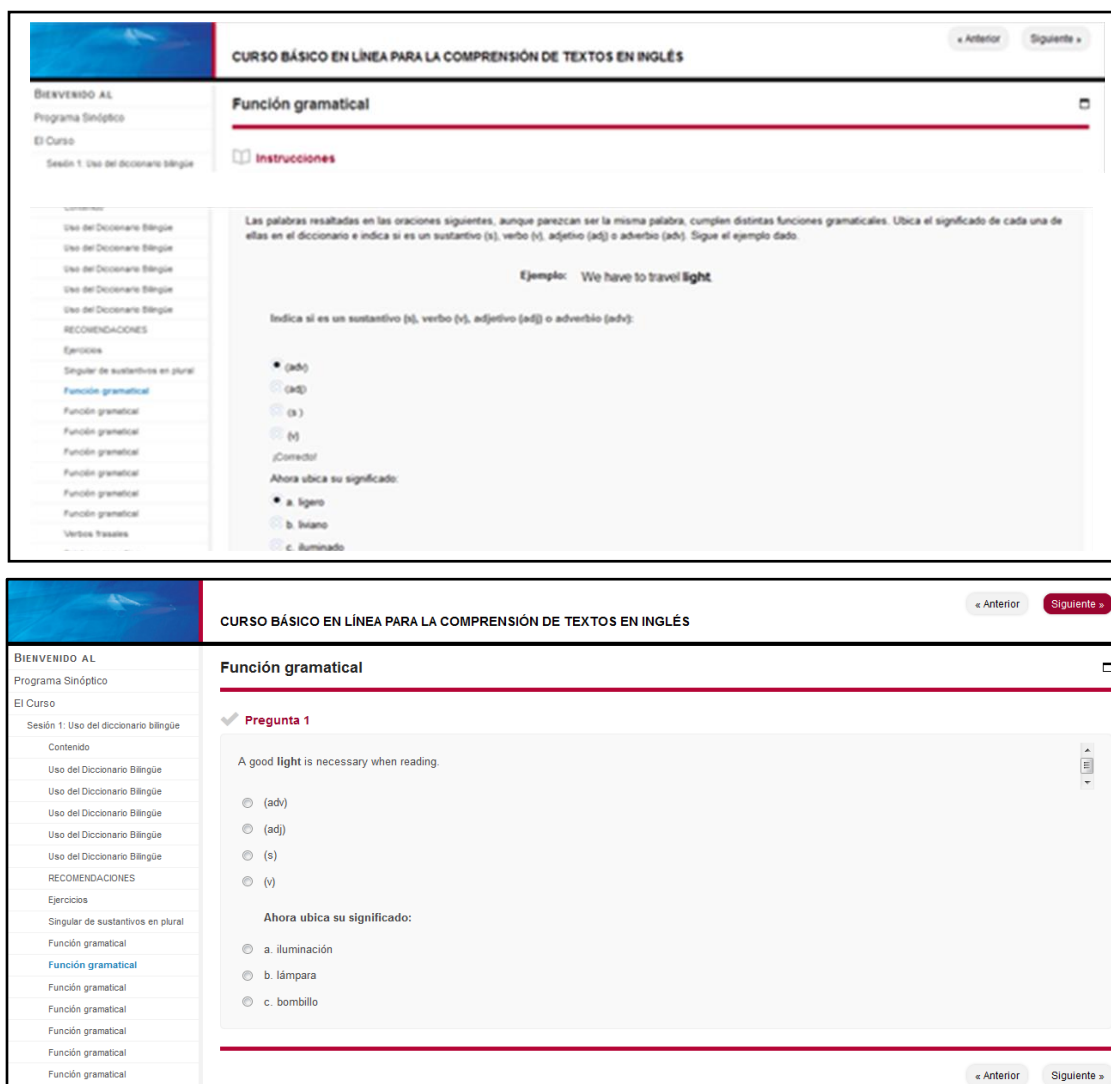 « Anterior
Siguiente »
CURSO BÁSICO EN LÍNEA PARA LA COMPRENSIÓN DE TEXTOS EN INGLÉS
BIENVENIDO AL
Programa Sinóptico
El Curso
Sesión 1: Uso del diccionario bilingüe
Función gramatical
Instrucciones
Uso del Diccionario Bilingüe
Uso del Diccionario Bilingüe
Uso del Diccionario Bilingüe
Uso del Diccionario Bilingüe
Uso del Diccionario Bilingüe
RECOMENDACIONES
Ejercicios
Singular de sustantivos en plural
Función gramatical
Función gramatical
Función gramatical
Función gramatical
Función gramatical
Función gramatical
Función gramatical
Verbos frasales
Las palabras resaltadas en las oraciones siguientes, aunque parezcan ser la misma palabra, cumplen distintas funciones gramaticales. Ubica el significado de cada una de
ellas en el diccionario e indica si es un sustantivo (s), verbo (v), adjetivo (adj) o adverbio (adv). Sigue el ejemplo dado.
Ejemplo: We have to travel light.
Indica si es un sustantivo (s), verbo (v), adjetivo (adj) o adverbio (adv):
(adv)
(adj)
(s )
(v)
¡Correcto!
Ahora ubica su significado:
a. ligero
b. liviano
c. iluminado
« Anterior
Siguiente »
CURSO BÁSICO EN LÍNEA PARA LA COMPRENSIÓN DE TEXTOS EN INGLÉS
BIENVENIDO AL
Programa Sinóptico
El Curso
Sesión 1: Uso del diccionario bilingüe
Contenido
Uso del Diccionario Bilingüe
Uso del Diccionario Bilingüe
Uso del Diccionario Bilingüe
Uso del Diccionario Bilingüe
Uso del Diccionario Bilingüe
RECOMENDACIONES
Ejercicios
Singular de sustantivos en plural
Función gramatical
Función gramatical
Función gramatical
Función gramatical
Función gramatical
Función gramatical
Función gramatical
Función gramatical
Pregunta 1
A good light is necessary when reading.
(adv)
(adj)
(s)
(v)
Ahora ubica su significado:
a. iluminación
b. lámpara
c. bombillo
« Anterior
Siguiente »